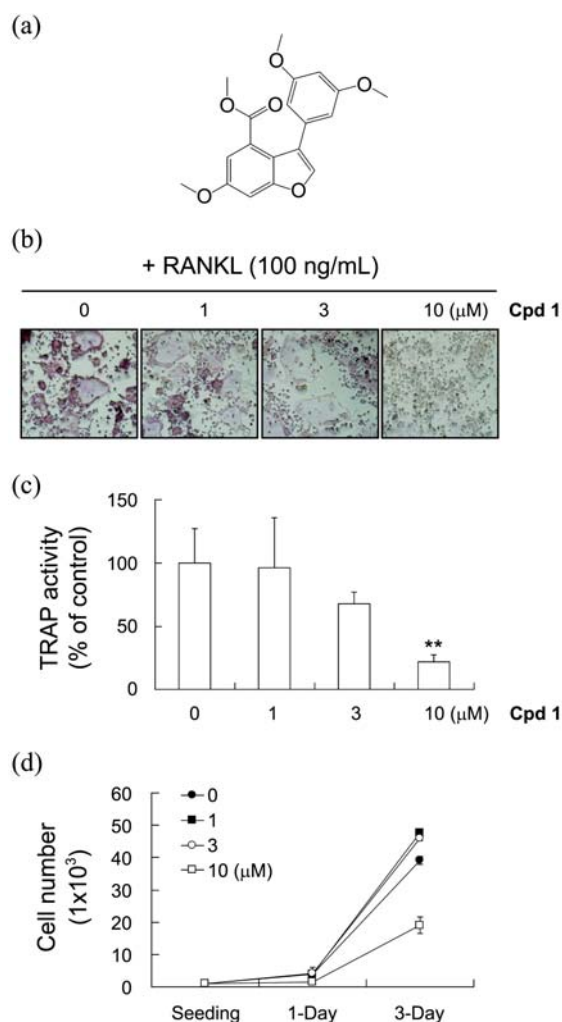 (a)
O
O
O
O
O
O
(b)
+ RANKL (100 ng/mL)
0 1 3 10 (μM) Cpd 1
(c)
TRAP activity
(% of control)
150
100
50
0
**
0 1 3 10 (μM) Cpd 1
(d)
Cell number
(1x10³)
60
50
40
30
20
10
0
0
1
3
10 (μM)
Seeding 1-Day 3-Day